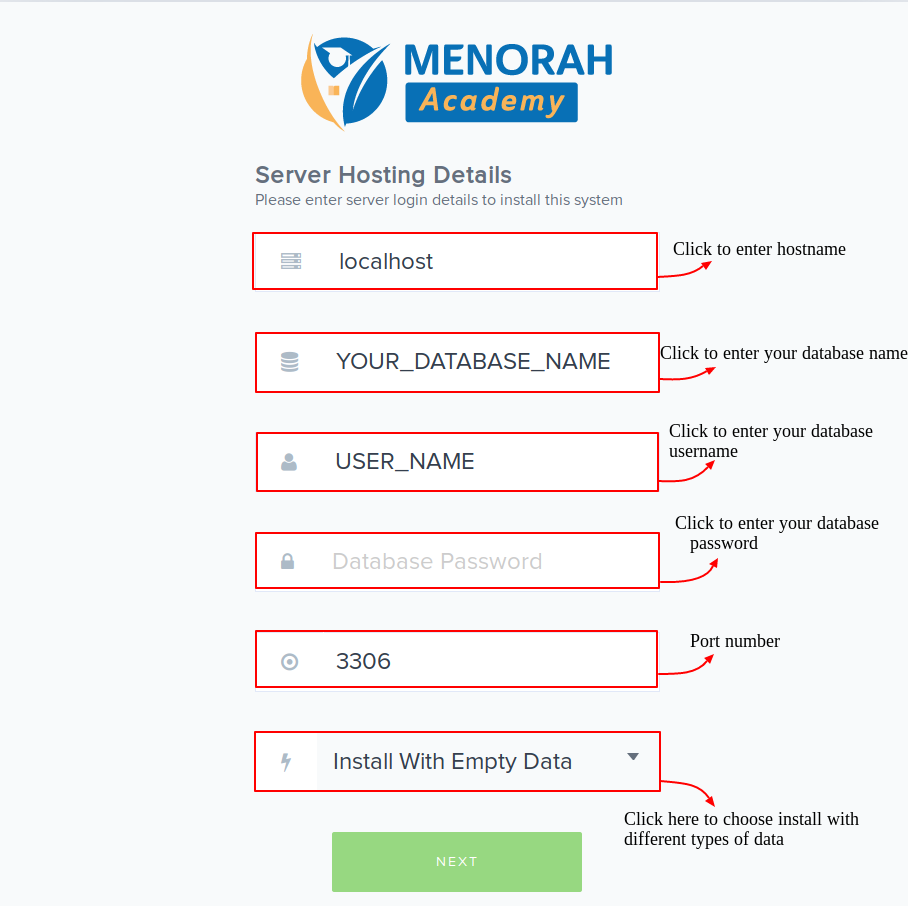 MENORAH
Academy
Server Hosting Details
Please enter server login details to install this system
localhost
Click to enter hostname
YOUR_DATABASE_NAME
Click to enter your database name
USER_NAME
Click to enter your database
username
Database Password
Click to enter your database
password
3306
Port number
Install With Empty Data
Click here to choose install with
different types of data
NEXT